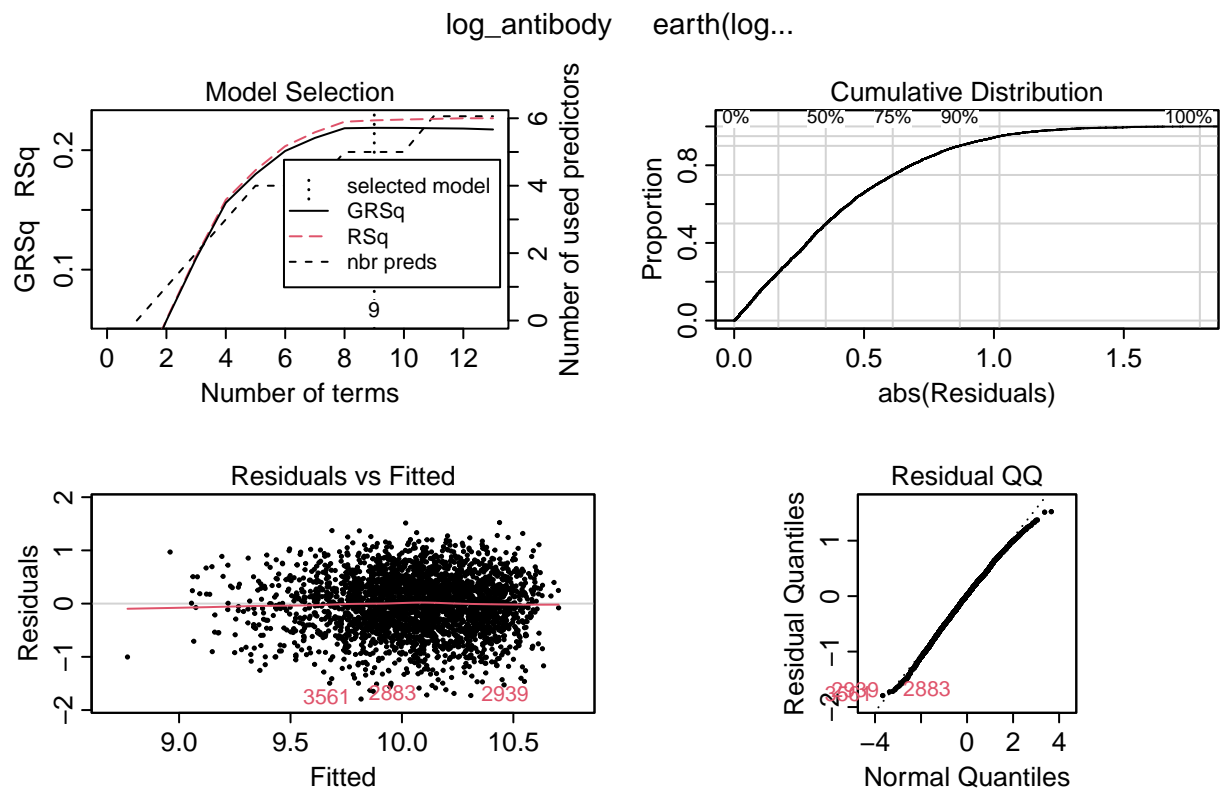 log_antibody earth(log...
Model Selection
GRSq RSq
0.1 0.2
Number of used predictors
0 2 4 6
selected model
GRSq
RSq
nbr preds
9
0 2 4 6 8 10 12
Number of terms
Cumulative Distribution
0% 50% 75% 90% 100%
Proportion
0.0 0.4 0.8
0.0 0.5 1.0 1.5
abs(Residuals)
Residuals vs Fitted
Residuals
−2 −1 0 1 2
3561 2883 2939
9.0 9.5 10.0 10.5
Fitted
Residual QQ
Residual Quantiles
−2 −1 0 1
3561 2939 2883
−4 0 2 4
Normal Quantiles